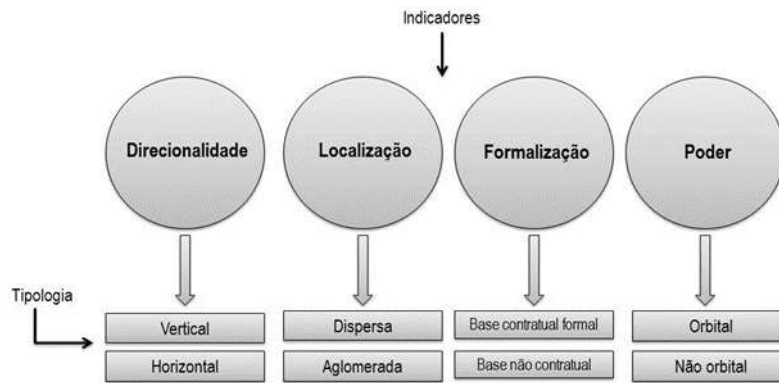 Indicadores
Direcionalidade
Localização
Formalização
Poder
Tipologia
Vertical
Dispersa
Base contratual formal
Orbital
Horizontal
Aglomerada
Base não contratual
Não orbital